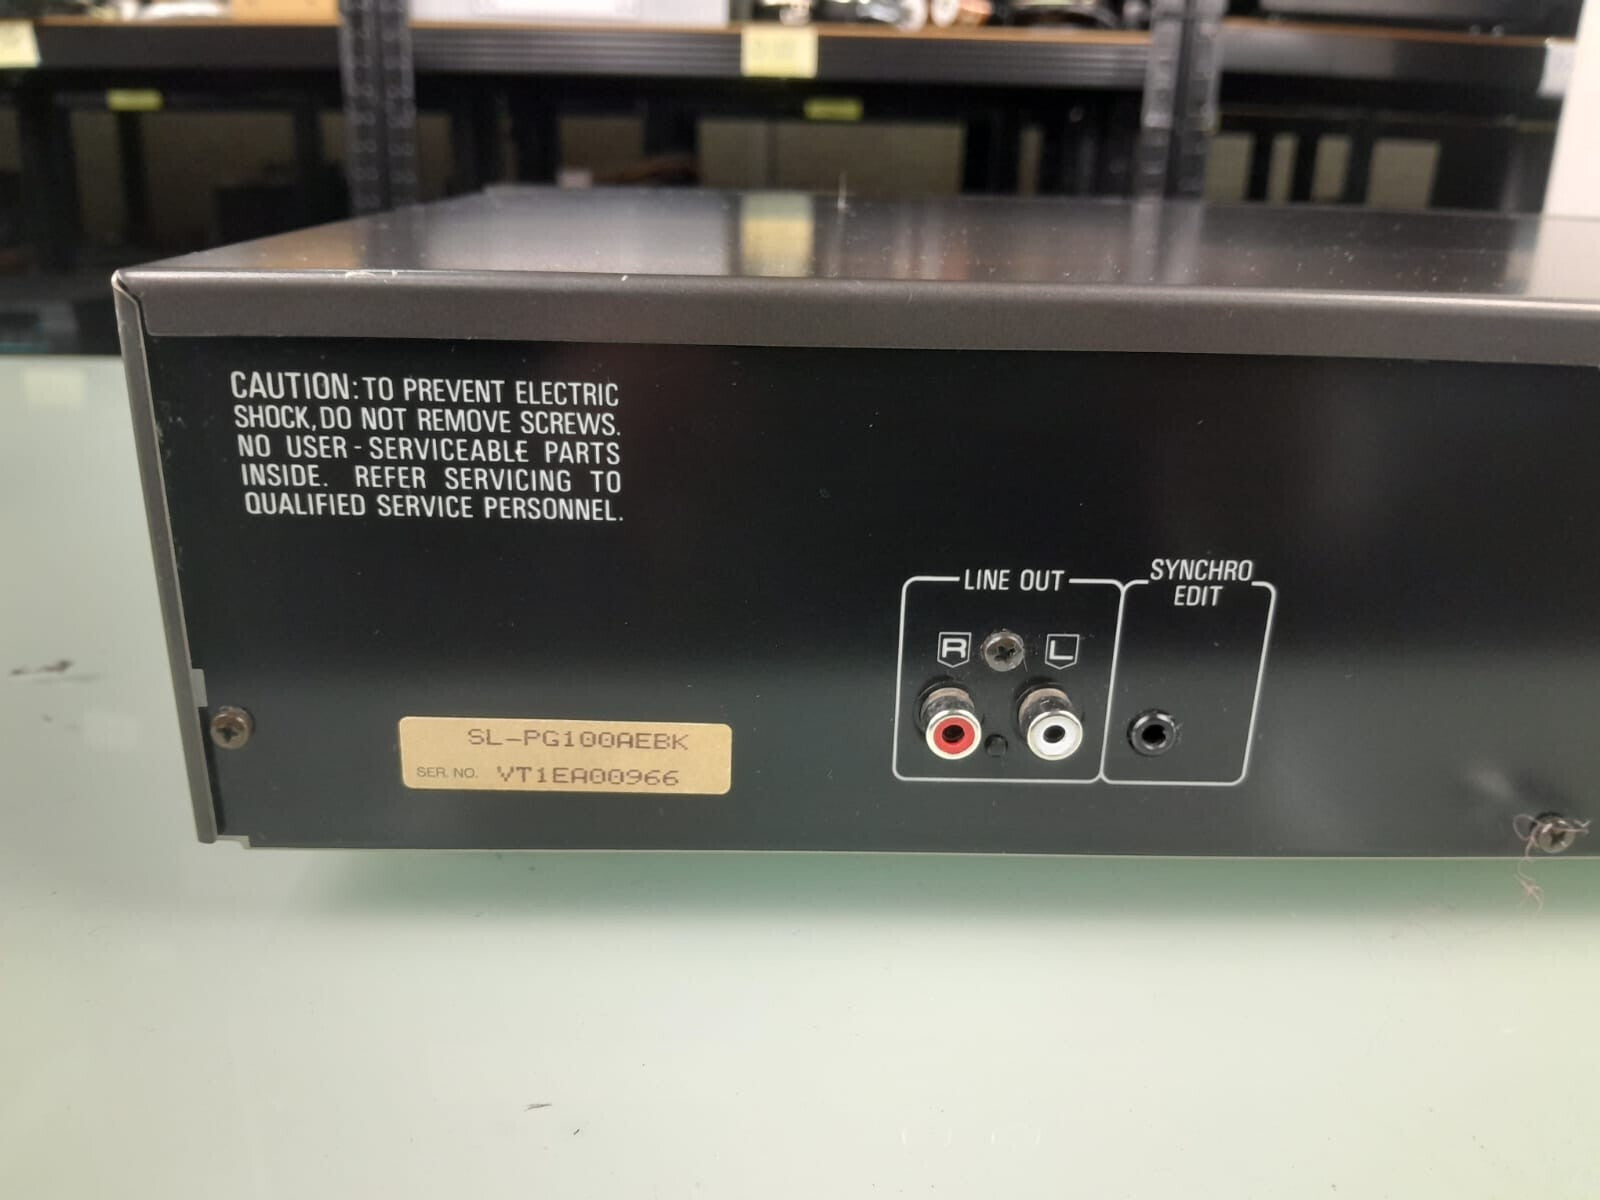 CAUTION: TO PREVENT ELECTRIC
SHOCK, DO NOT REMOVE SCREWS.
NO USER-SERVICEABLE PARTS
INSIDE. REFER SERVICING TO
QUALIFIED SERVICE PERSONNEL.
LINE OUT
SYNCHRO
EDIT
R L
SL-PG100AEBK
SER. NO. VT1EA00966